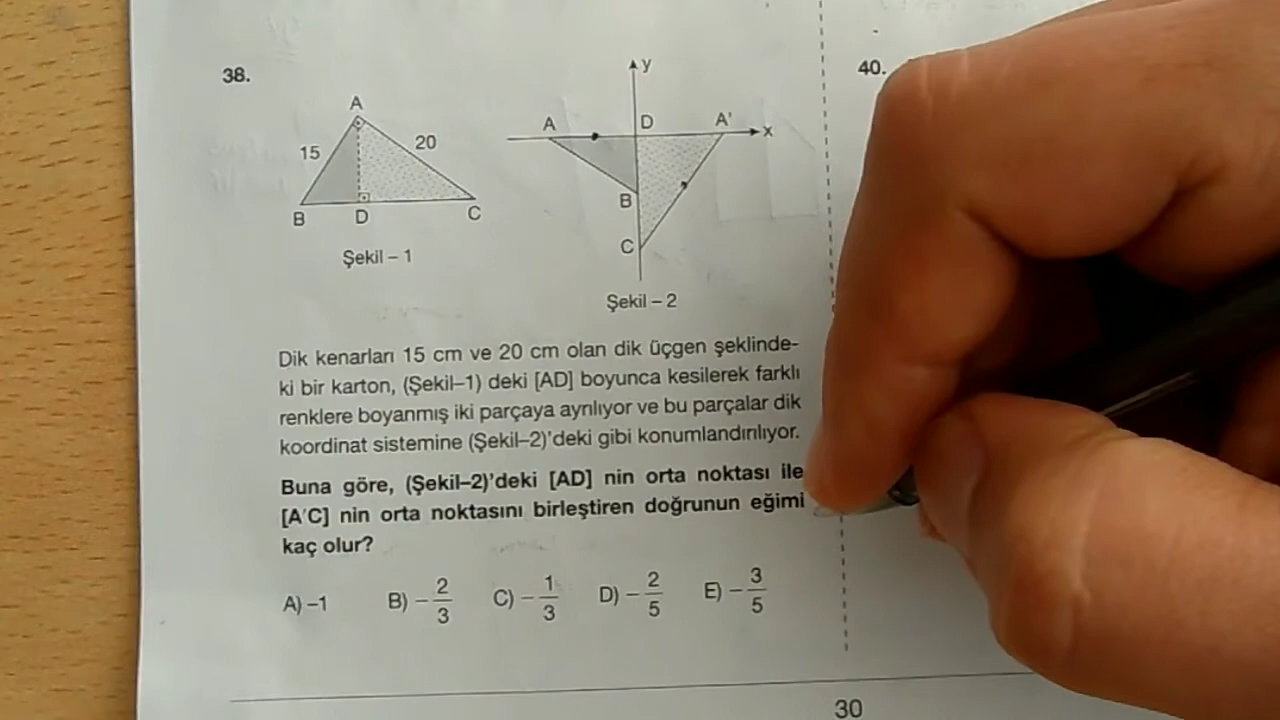 38.
A
15
20
B
D
C
Şekil – 1
y
A
D
A'
x
B
C
Şekil – 2
Dik kenarları 15 cm ve 20 cm olan dik üçgen şeklinde-
ki bir karton, (Şekil–1) deki [AD] boyunca kesilerek farklı
renklere boyanmış iki parçaya ayrılıyor ve bu parçalar dik
koordinat sistemine (Şekil–2)'deki gibi konumlandırılıyor.
Buna göre, (Şekil–2)'deki [AD] nin orta noktası ile
[A'C] nin orta noktasını birleştiren doğrunun eğimi
kaç olur?
A) –1 B) –2/3 C) –1/3 D) –2/5 E) –3/5
30
40.